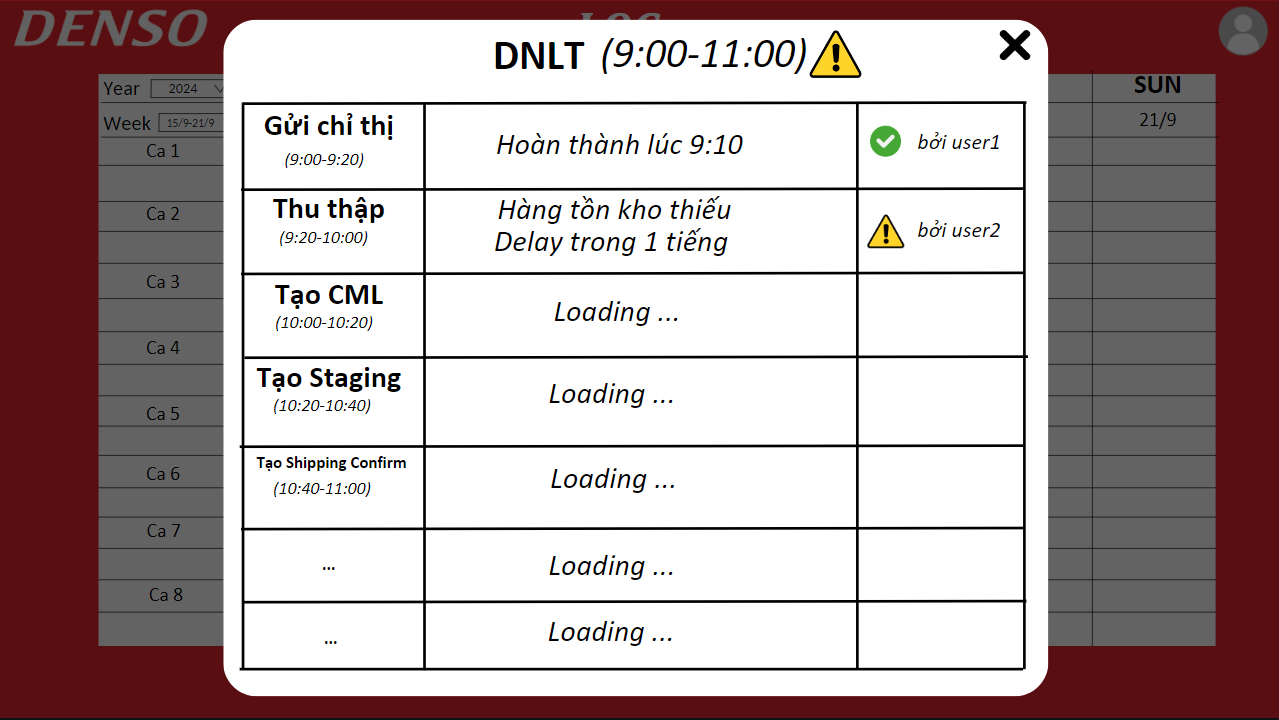 DENSO
DNLT (9:00-11:00)
Year 2024
SUN
Week 15/9-21/9
21/9
Ca 1
Ca 2
Ca 3
Ca 4
Ca 5
Ca 6
Ca 7
Ca 8
Gửi chỉ thị
(9:00-9:20)
Hoàn thành lúc 9:10
bởi user1
Thu thập
(9:20-10:00)
Hàng tồn kho thiếu
Delay trong 1 tiếng
bởi user2
Tạo CML
(10:00-10:20)
Loading ...
Tạo Staging
(10:20-10:40)
Loading ...
Tạo Shipping Confirm
(10:40-11:00)
Loading ...
...
Loading ...
...
Loading ...